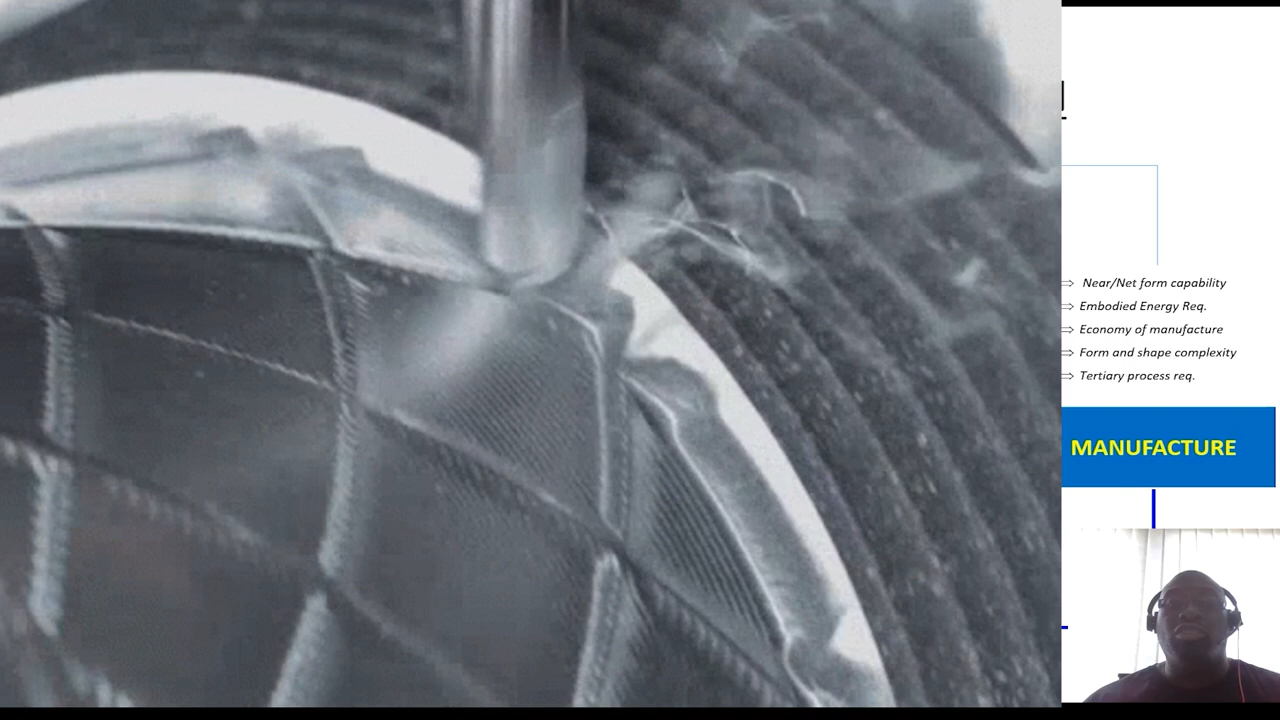 Near/Net form capability
Embodied Energy Req.
Economy of manufacture
Form and shape complexity
Tertiary process req.
MANUFACTURE